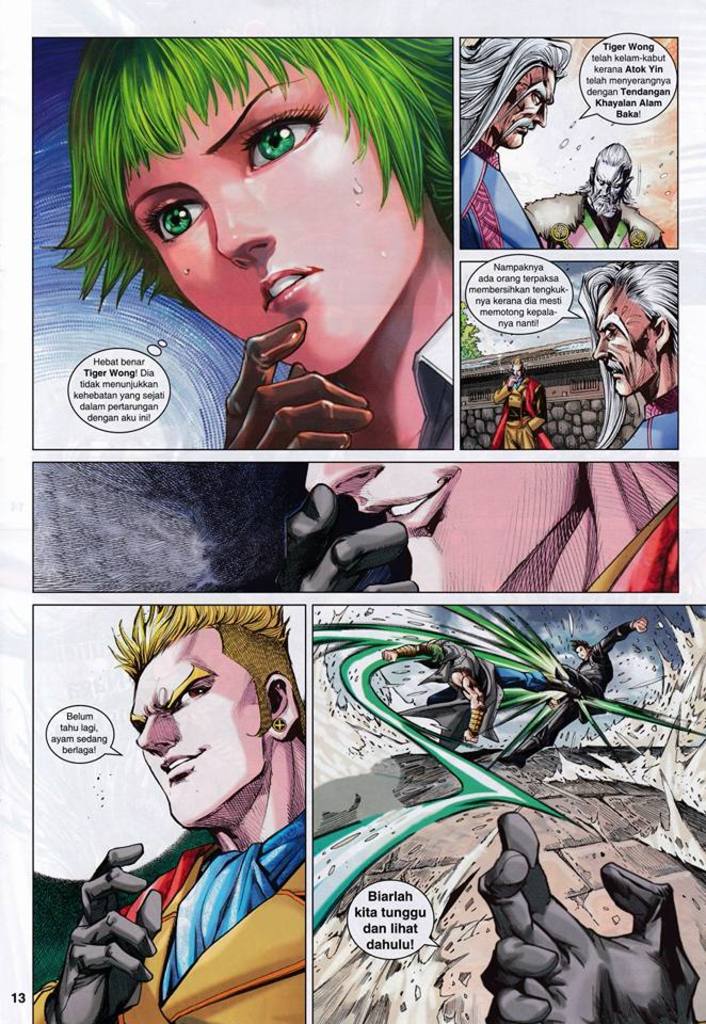 Hebat benar
Tiger Wong! Dia
tidak menunjukkan
kehebatan yang sejati
dalam pertarungan
dengan aku ini!
Tiger Wong
telah kelam-kabut
kerana Atok Yin
telah menyerangnya
dengan Tendangan
Khayalan Alam
Baka!
Nampaknya
ada orang terpaksa
membersihkan tengkuk-
nya kerana dia mesti
memotong kepala-
nya nanti!
Belum
tahu lagi,
ayam sedang
berlaga!
Biarlah
kita tunggu
dan lihat
dahulu!
13